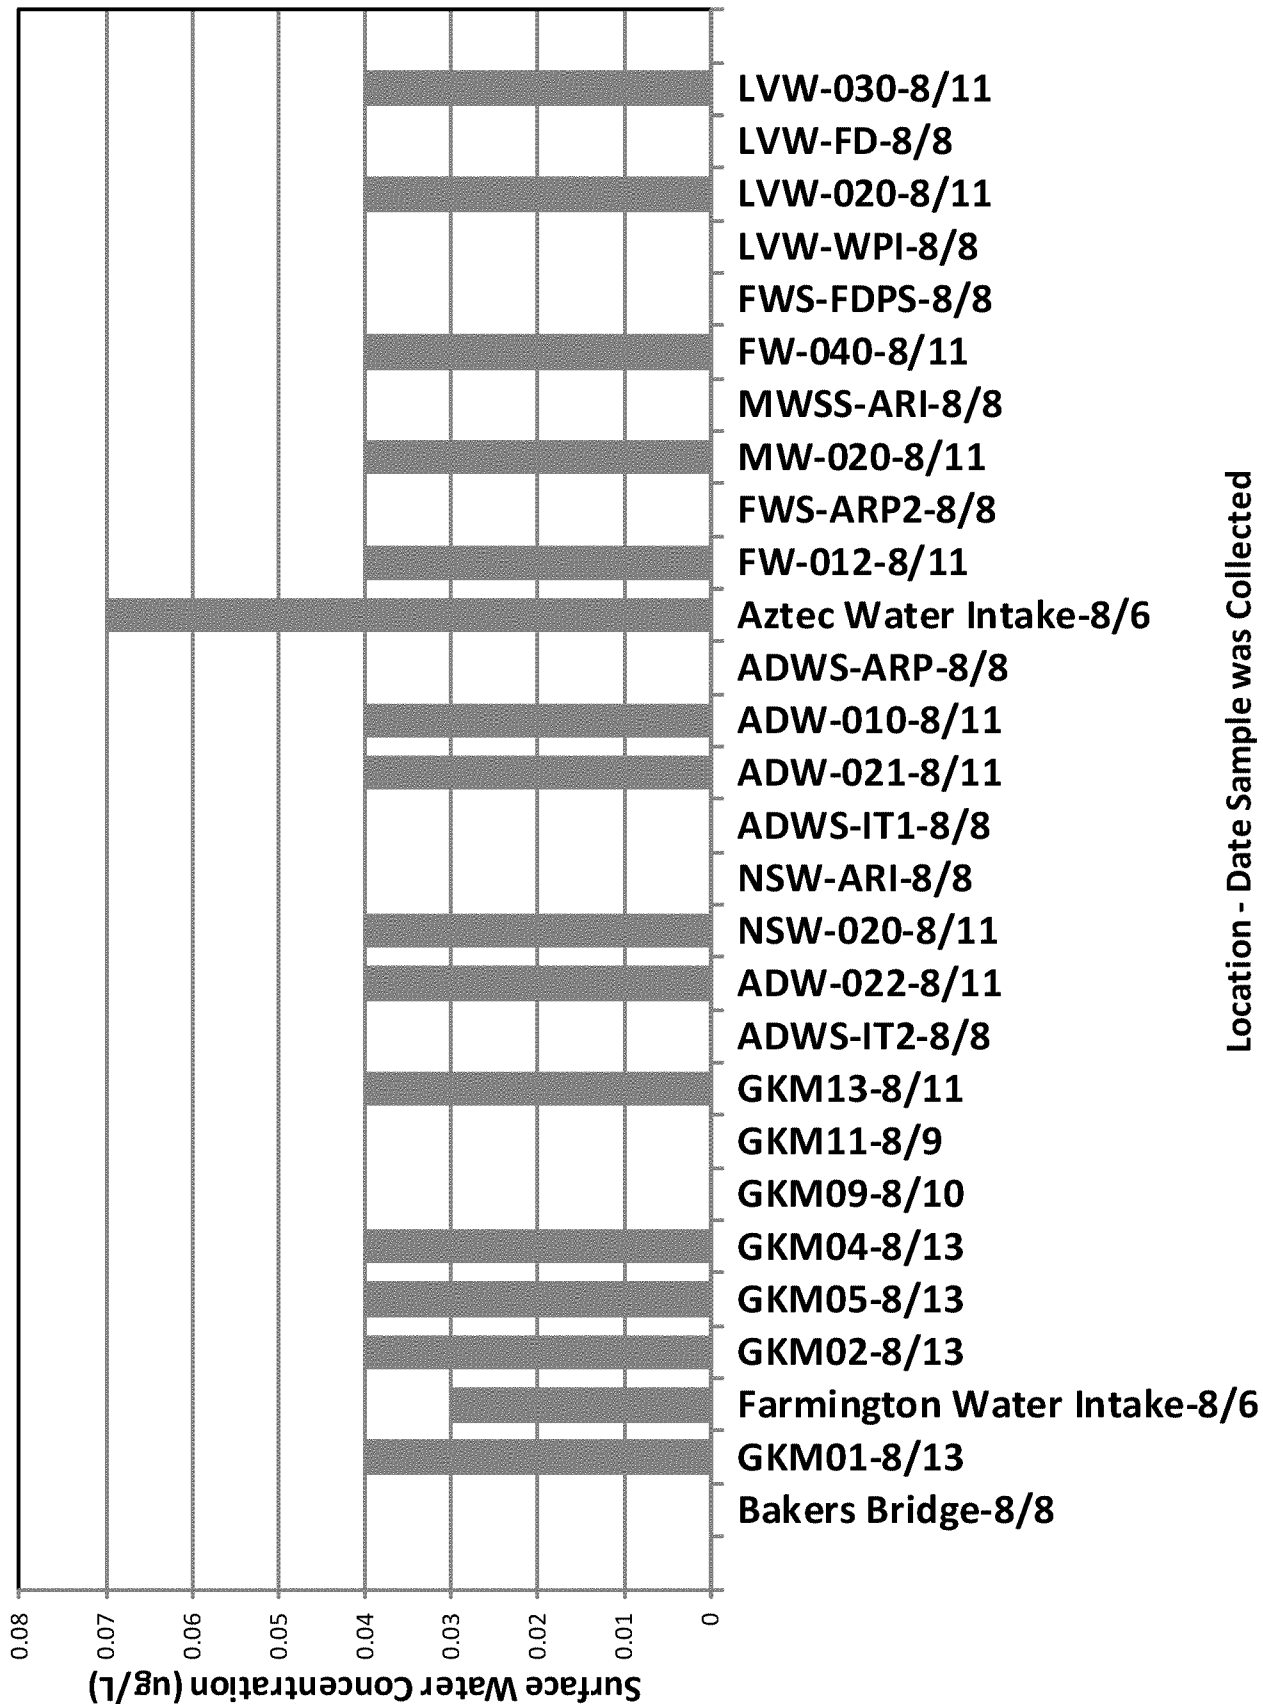 LVW-030-8/11
LVW-FD-8/8
LVW-020-8/11
LVW-WPI-8/8
FWS-FDPS-8/8
FW-040-8/11
MWSS-ARI-8/8
MW-020-8/11
FWS-ARP2-8/8
FW-012-8/11
Aztec Water Intake-8/6
ADWS-ARP-8/8
ADW-010-8/11
ADW-021-8/11
ADWS-IT1-8/8
NSW-ARI-8/8
NSW-020-8/11
ADW-022-8/11
ADWS-IT2-8/8
GKM13-8/11
GKM11-8/9
GKM09-8/10
GKM04-8/13
GKM05-8/13
GKM02-8/13
Farmington Water Intake-8/6
GKM01-8/13
Bakers Bridge-8/8
Location - Date Sample was Collected
0.08
0.07
0.06
0.05
0.04
0.03
0.02
0.01
0
Surface Water Concentration (ug/L)